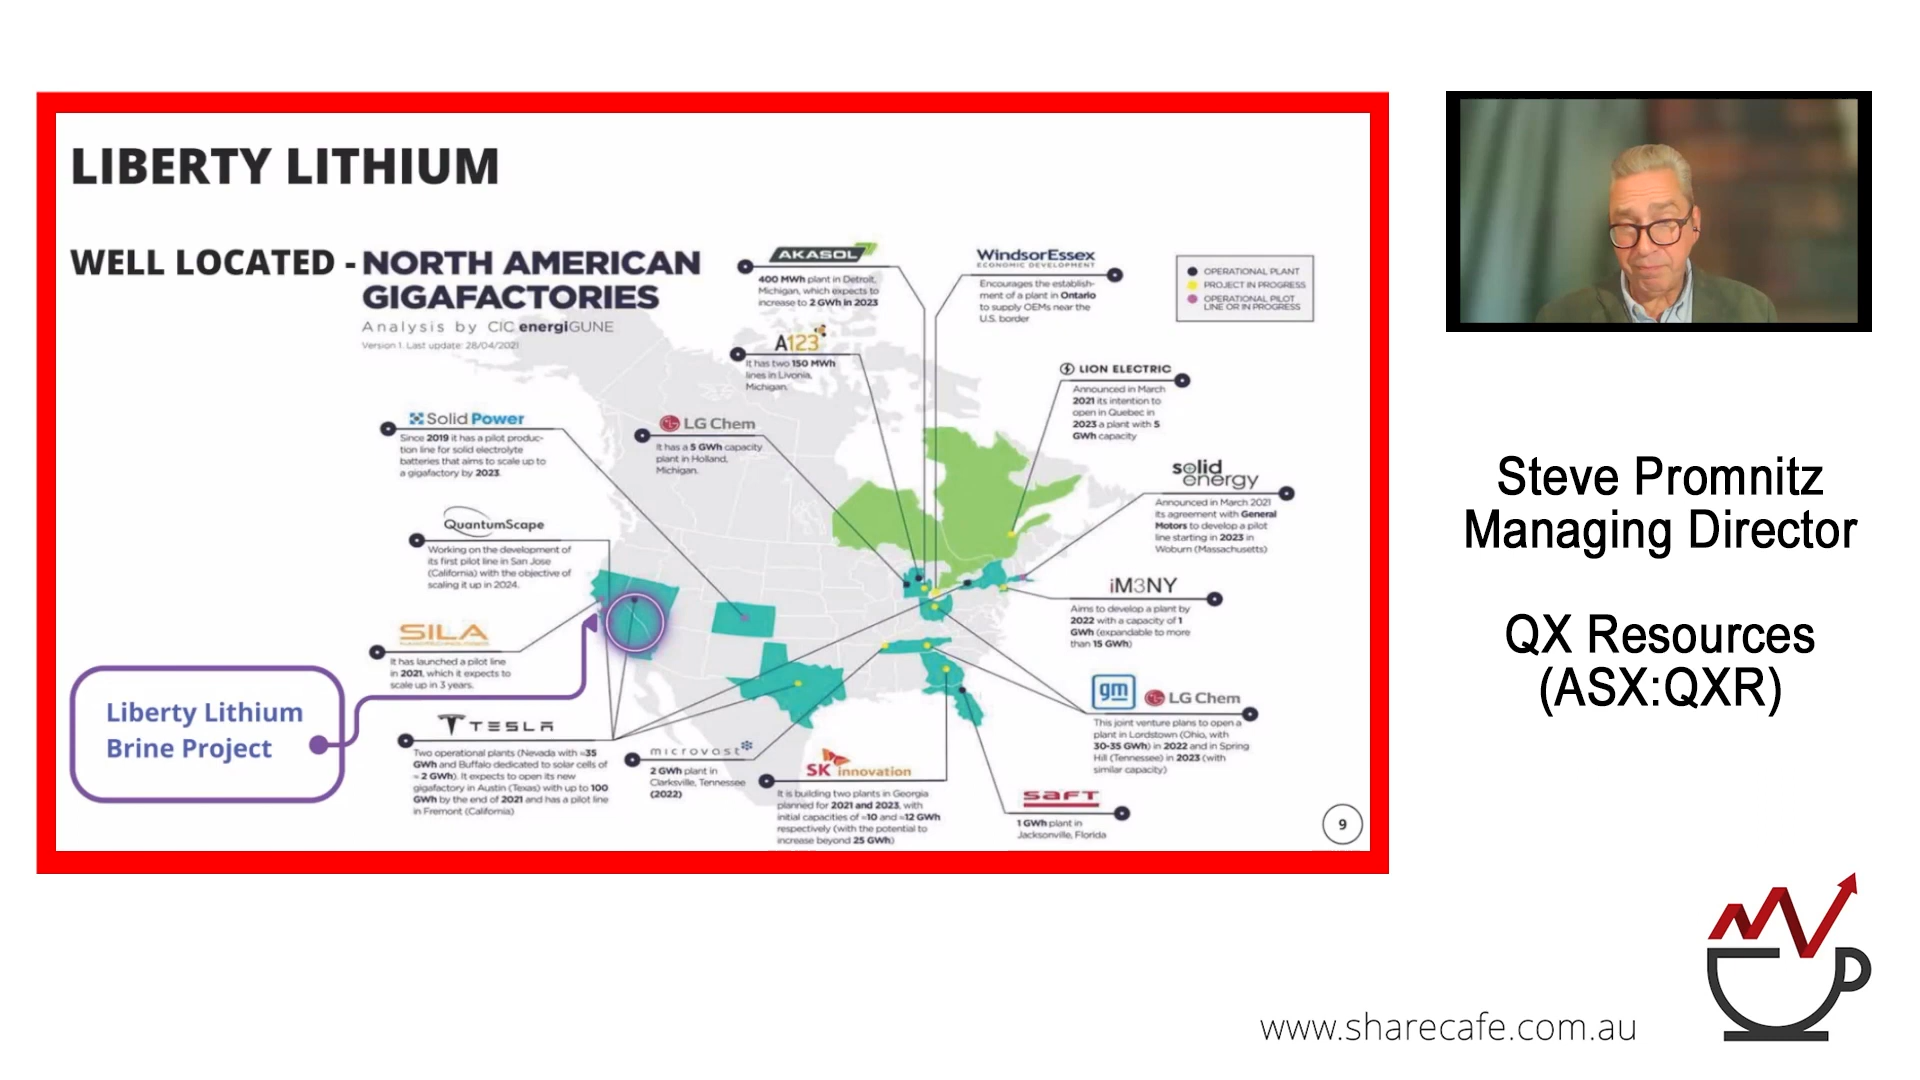 LIBERTY LITHIUM
WELL LOCATED - NORTH AMERICAN
GIGAFACTORIES
Analysis by CIC energiGUNE
Version 1. Last update: 28/04/2021
AKASOL
400 MWh plant in Detroit,
Michigan, which expects to
increase to 2 GWh in 2023
WindsorEssex
ECONOMIC DEVELOPMENT
Encourages the establish-
ment of a plant in Ontario
to supply OEMs near the
U.S. border
OPERATIONAL PLANT
PROJECT IN PROGRESS
OPERATIONAL PILOT
LINE OR IN PROGRESS
A123
It has two 150 MWh
lines in Livonia,
Michigan.
LION ELECTRIC
Announced in March
2021 its intention to
open in Quebec in
2023 a plant with 5
GWh capacity
Solid Power
Since 2019 it has a pilot produc-
tion line for solid electrolyte
batteries that aims to scale up to
a gigafactory by 2023.
LG Chem
It has a 5 GWh capacity
plant in Holland,
Michigan.
solid
energy
Announced in March 2021
its agreement with General
Motors to develop a pilot
line starting in 2023 in
Woburn (Massachusetts)
QuantumScape
Working on the development of
its first pilot line in San Jose
(California) with the objective of
scaling it up in 2024.
iM3NY
Aims to develop a plant by
2022 with a capacity of 1
GWh (expandable to more
than 15 GWh)
SILA
NANOTECHNOLOGIES
It has launched a pilot line
in 2021, which it expects to
scale up in 3 years.
Liberty Lithium
Brine Project
gm LG Chem
This joint venture plans to open a
plant in Lordstown (Ohio, with
30-35 GWh) in 2022 and in Spring
Hill (Tennessee) in 2023 (with
similar capacity)
TESLA
Two operational plants (Nevada with ≈35
GWh and Buffalo dedicated to solar cells of
≈ 2 GWh). It expects to open its new
gigafactory in Austin (Texas) with up to 100
GWh by the end of 2021 and has a pilot line
in Fremont (California)
microvast
2 GWh plant in
Clarksville, Tennessee
(2022)
SK innovation
It is building two plants in Georgia
planned for 2021 and 2023, with
initial capacities of ≈10 and ≈12 GWh
respectively (with the potential to
increase beyond 25 GWh)
saft
1 GWh plant in
Jacksonville, Florida
9
Steve Promnitz
Managing Director
QX Resources
(ASX:QXR)
www.sharecafe.com.au